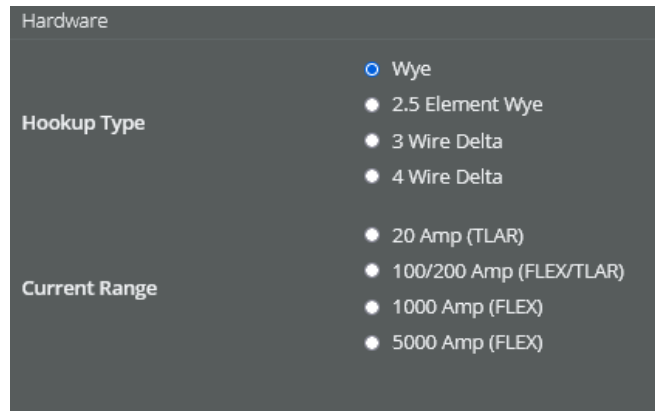 Hardware
Hookup Type
Wye
2.5 Element Wye
3 Wire Delta
4 Wire Delta
Current Range
20 Amp (TLAR)
100/200 Amp (FLEX/TLAR)
1000 Amp (FLEX)
5000 Amp (FLEX)